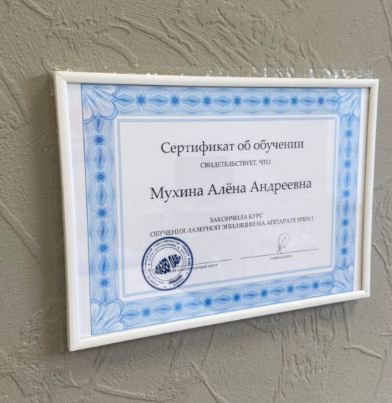 Сертификат об обучении
СВИДЕТЕЛЬСТВУЕТ, ЧТО
Мухина Алёна Андреевна
ЗАКОНЧИЛА КУРС
ОБУЧЕНИЯ ЛАЗЕРНОЙ ЭПИЛЯЦИИ НА АППАРАТЕ